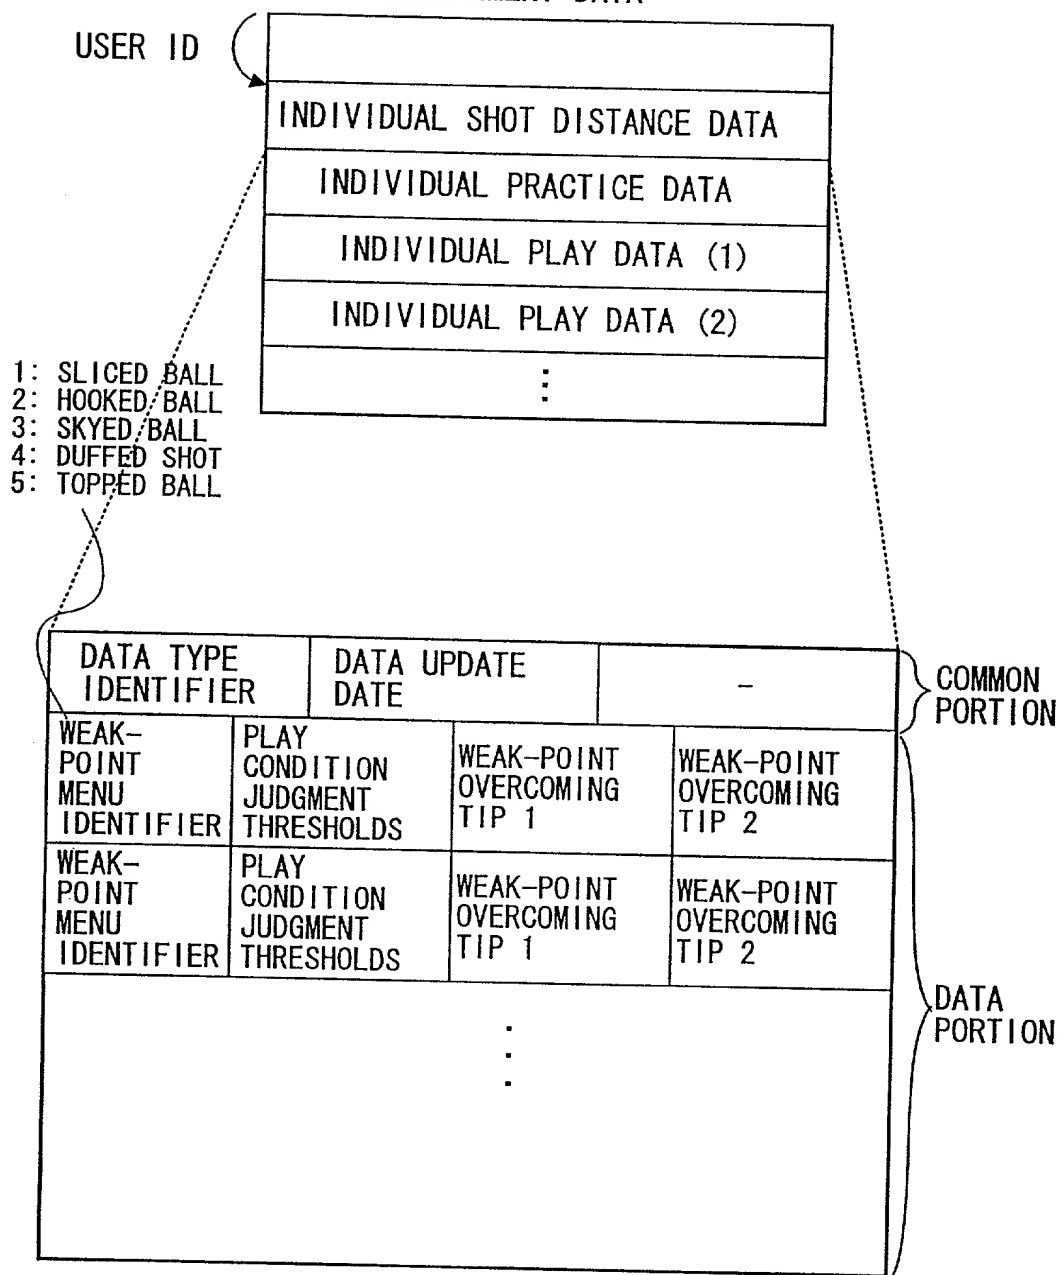 DATA
USER ID
INDIVIDUAL SHOT DISTANCE DATA
INDIVIDUAL PRACTICE DATA
INDIVIDUAL PLAY DATA (1)
INDIVIDUAL PLAY DATA (2)
1: SLICED BALL
2: HOOKED BALL
3: SKYED BALL
4: DUFFED SHOT
5: TOPPED BALL
DATA TYPE
IDENTIFIER
DATA UPDATE
DATE
–
COMMON
PORTION
WEAK-
POINT
MENU
IDENTIFIER
PLAY
CONDITION
JUDGMENT
THRESHOLDS
WEAK-POINT
OVERCOMING
TIP 1
WEAK-POINT
OVERCOMING
TIP 2
WEAK-
POINT
MENU
IDENTIFIER
PLAY
CONDITION
JUDGMENT
THRESHOLDS
WEAK-POINT
OVERCOMING
TIP 1
WEAK-POINT
OVERCOMING
TIP 2
DATA
PORTION